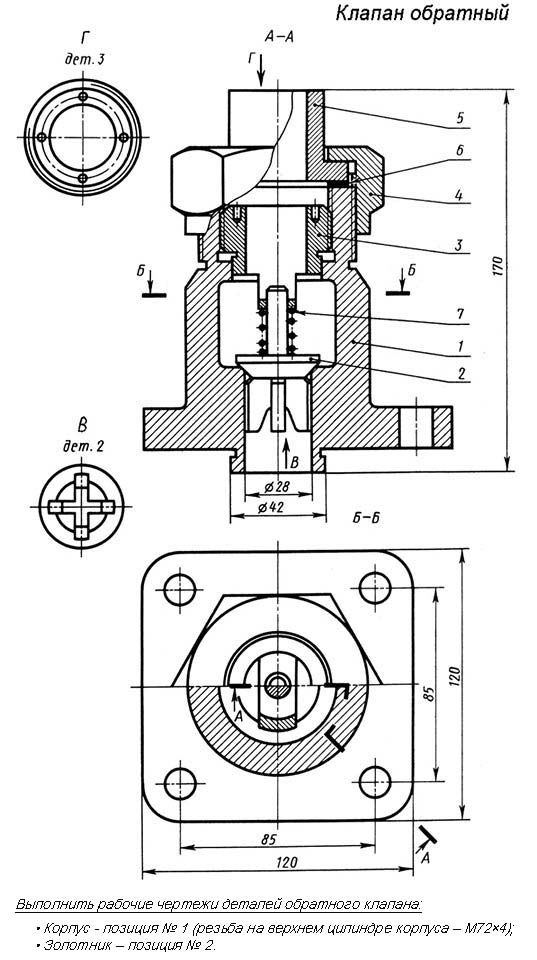 Клапан обратный
Г
дет.3
А–А
Г
5
6
4
3
Б
Б
7
1
2
170
В
дет.2
В
⌀28
⌀42
Б–Б
А
85
120
А
85
120
Выполнить рабочие чертежи деталей обратного клапана:
• Корпус - позиция № 1 (резьба на верхнем цилиндре корпуса – М72×4);
• Золотник – позиция № 2.